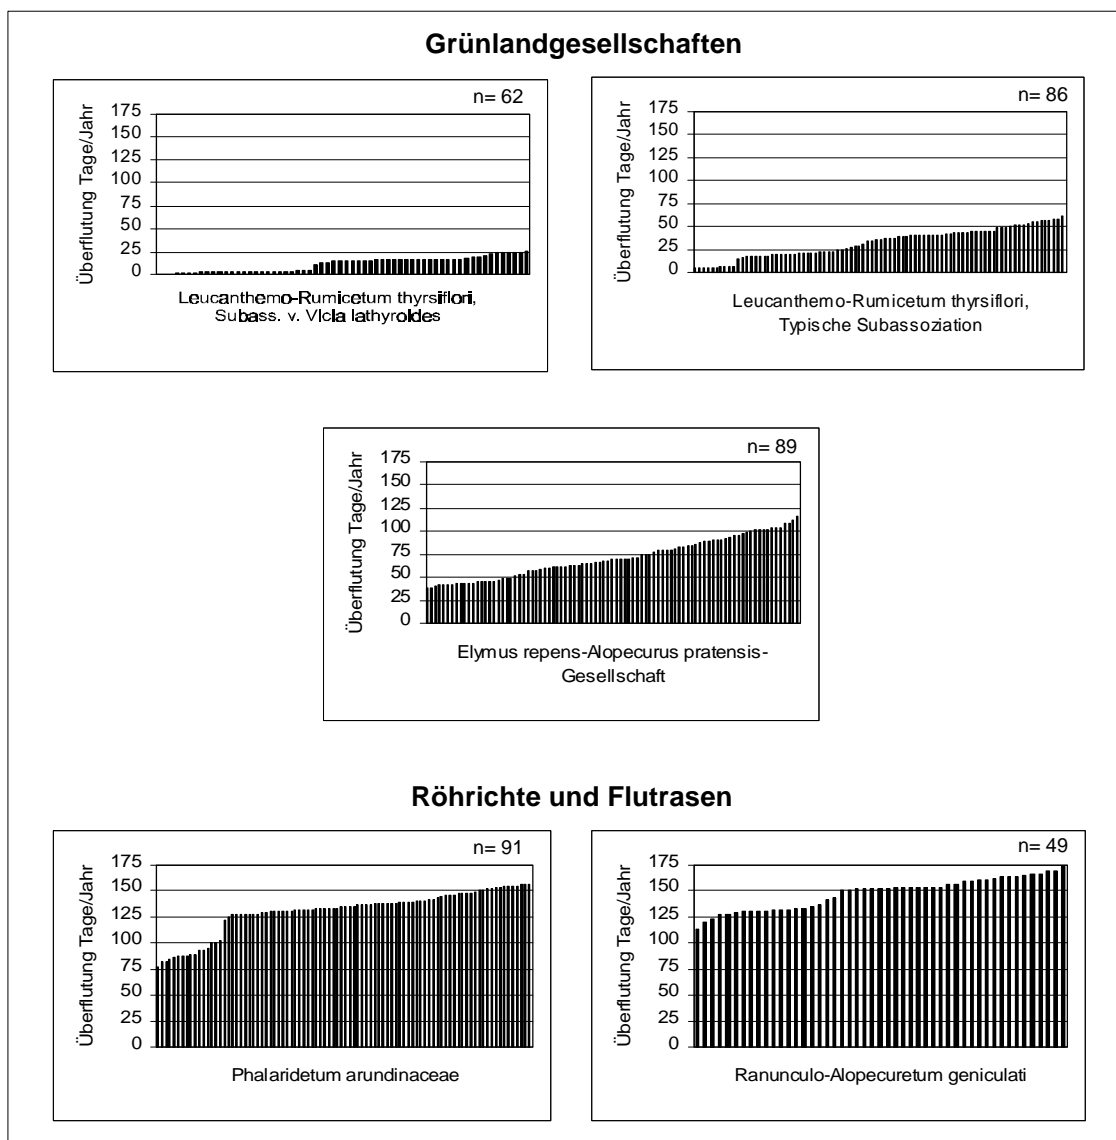 Grünlandgesellschaften
n= 62
Überflutung Tage/Jahr
175
150
125
100
75
50
25
0
Leucanthemo-Rumicetum thyrsiflori,
Subass. v. Vicia lathyroides
n= 86
Überflutung Tage/Jahr
175
150
125
100
75
50
25
0
Leucanthemo-Rumicetum thyrsiflori,
Typische Subassoziation
n= 89
Überflutung Tage/Jahr
175
150
125
100
75
50
25
0
Elymus repens-Alopecurus pratensis-
Gesellschaft
Röhrichte und Flutrasen
n= 91
Überflutung Tage/Jahr
175
150
125
100
75
50
25
0
Phalaridetum arundinaceae
n= 49
Überflutung Tage/Jahr
175
150
125
100
75
50
25
0
Ranunculo-Alopecuretum geniculati